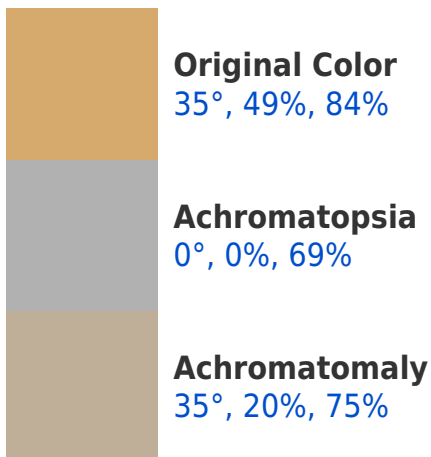 Original Color
35°, 49%, 84%
Achromatopsia
0°, 0%, 69%
Achromatomaly
35°, 20%, 75%